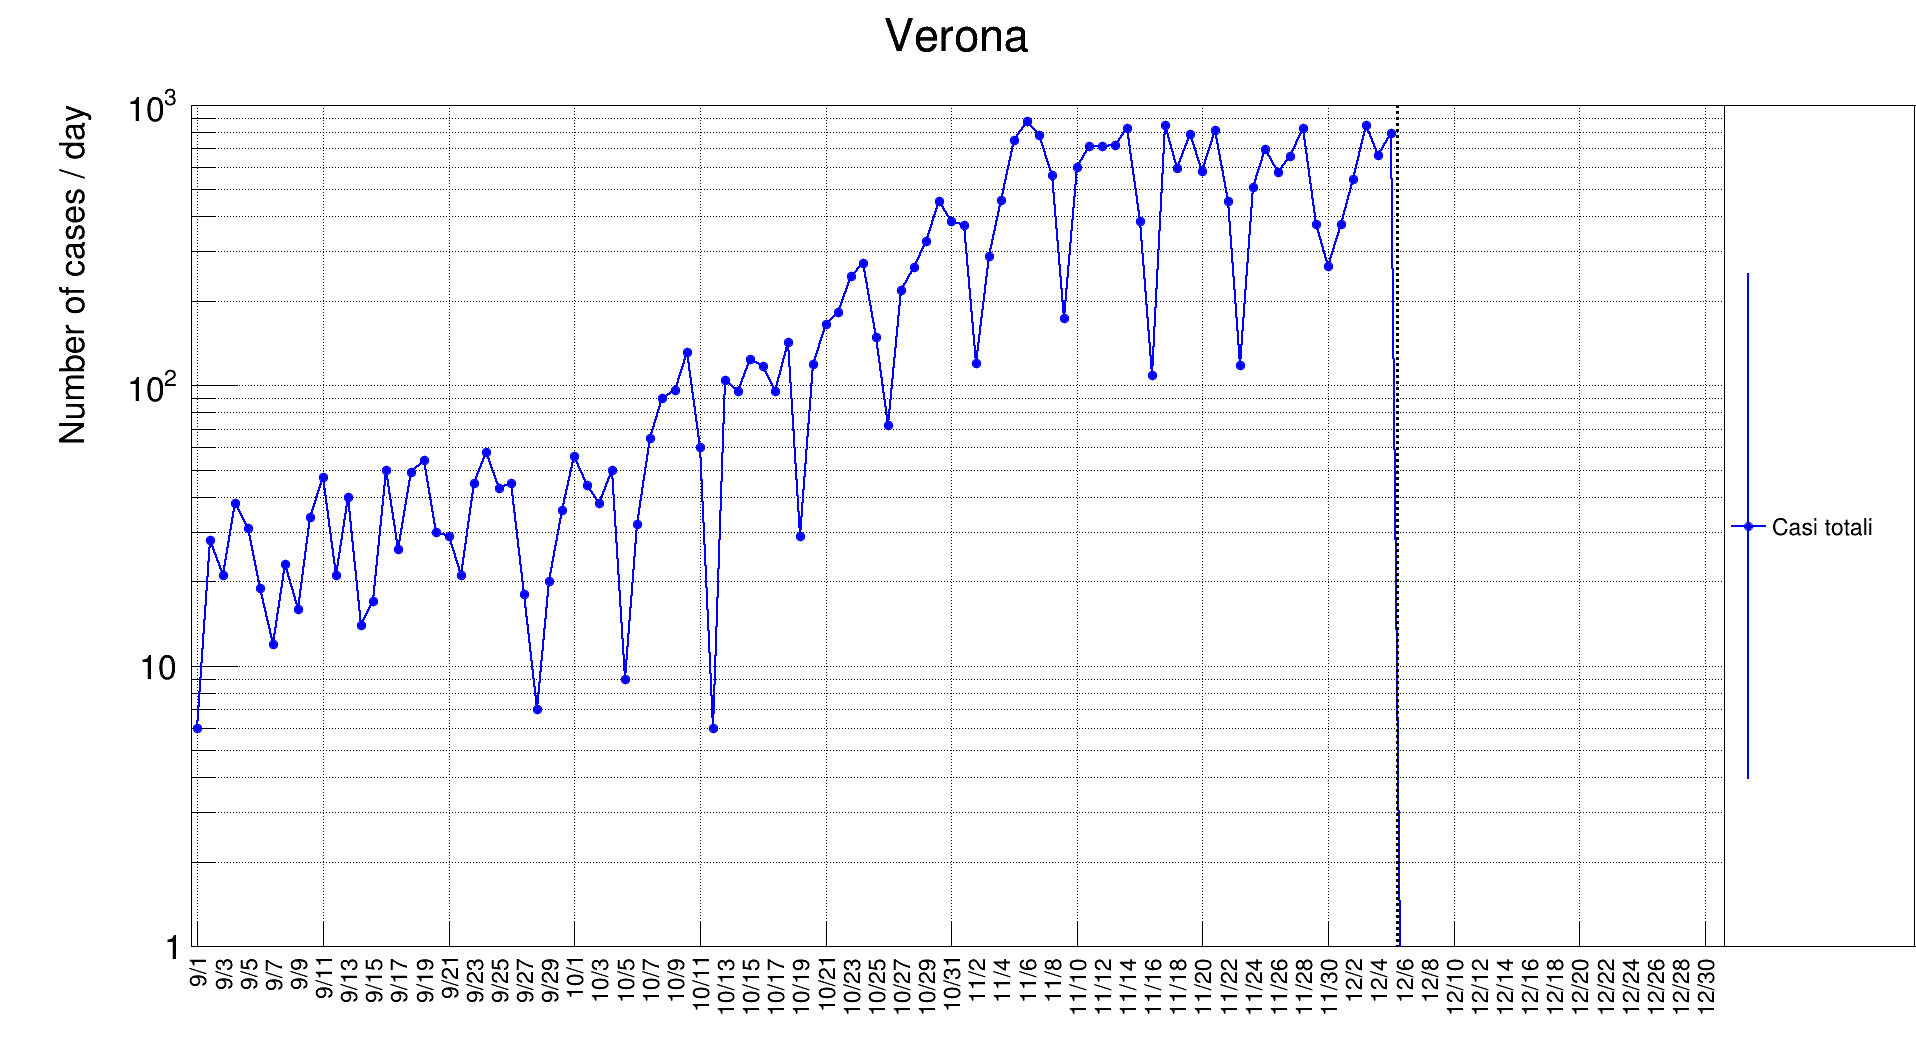 Verona
Number of cases / day
10³
10²
10
1
9/1 9/3 9/5 9/7 9/9 9/11 9/13 9/15 9/17 9/19 9/21 9/23 9/25 9/27 9/29 10/1 10/3 10/5 10/7 10/9 10/11 10/13 10/15 10/17 10/19 10/21 10/23 10/25 10/27 10/29 10/31 11/2 11/4 11/6 11/8 11/10 11/12 11/14 11/16 11/18 11/20 11/22 11/24 11/26 11/28 11/30 12/2 12/4 12/6 12/8 12/10 12/12 12/14 12/16 12/18 12/20 12/22 12/24 12/26 12/28 12/30
Casi totali